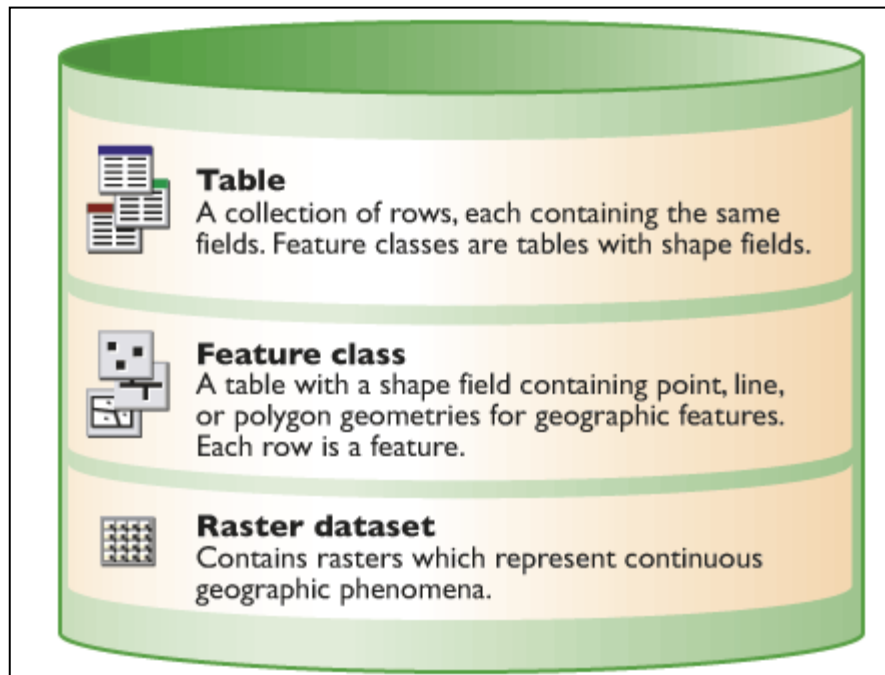 Table
A collection of rows, each containing the same
fields. Feature classes are tables with shape fields.
Feature class
A table with a shape field containing point, line,
or polygon geometries for geographic features.
Each row is a feature.
Raster dataset
Contains rasters which represent continuous
geographic phenomena.